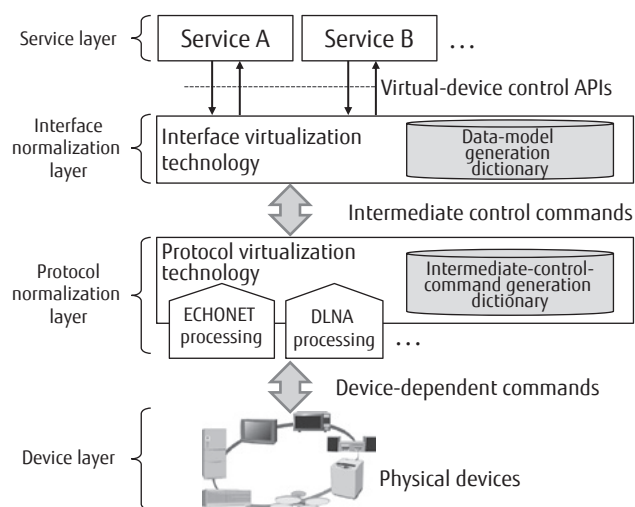 Service layer
Service A
Service B
...
Virtual-device control APIs
Interface
normalization
layer
Interface virtualization
technology
Data-model
generation
dictionary
Intermediate control commands
Protocol
normalization
layer
Protocol virtualization
technology
Intermediate-control-
command generation
dictionary
ECHONET
processing
DLNA
processing
...
Device-dependent commands
Device layer
Physical devices